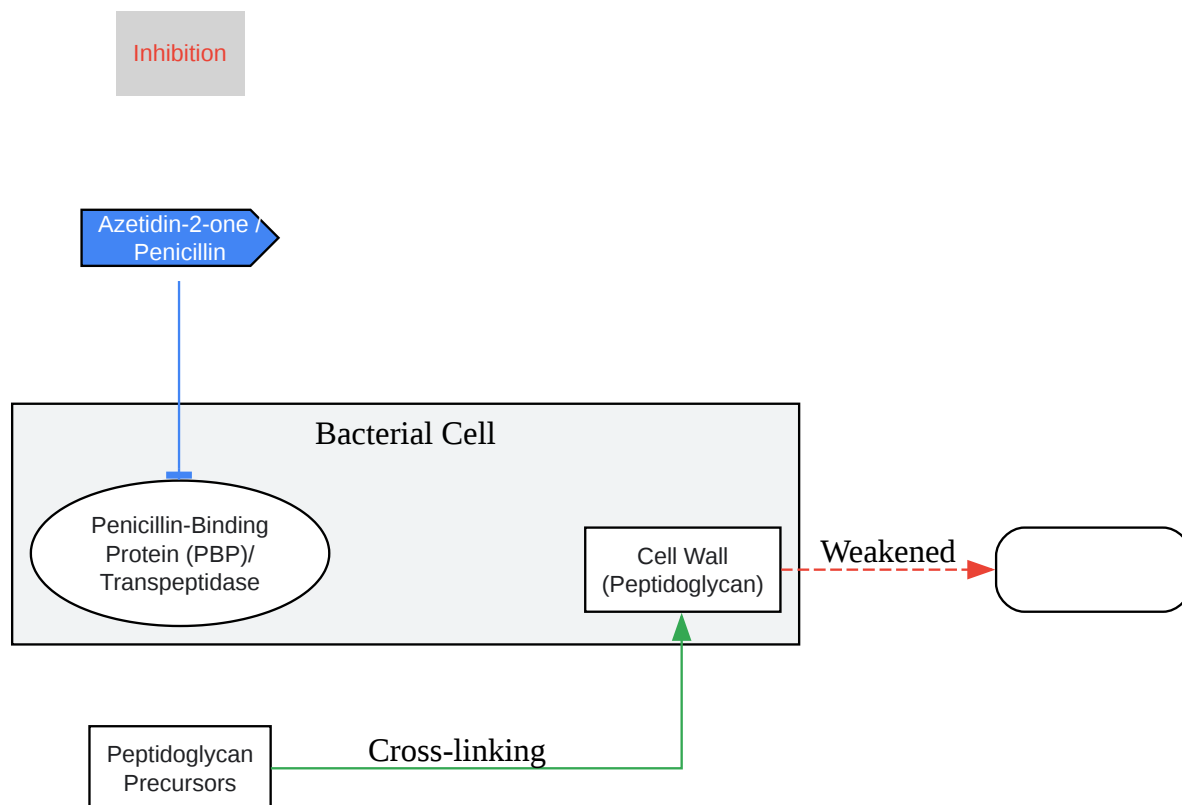 Inhibition
Azetidin-2-one /
Penicillin
Bacterial Cell
Penicillin-Binding
Protein (PBP)/
Transpeptidase
Cell Wall
(Peptidoglycan)
Weakened
Cross-linking
Peptidoglycan
Precursors